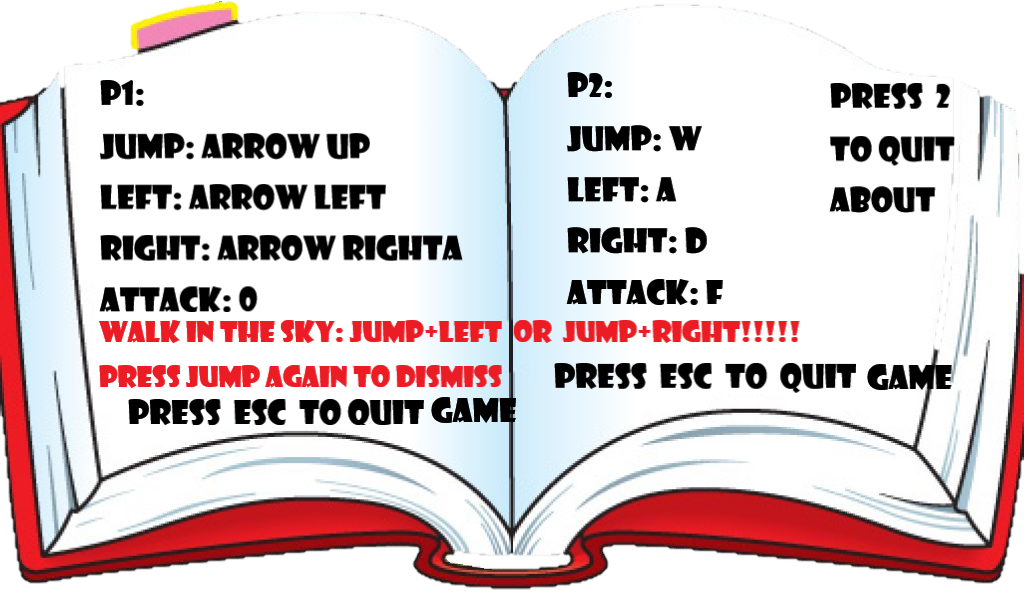 P1:
JUMP: ARROW UP
LEFT: ARROW LEFT
RIGHT: ARROW RIGHTA
ATTACK: 0
WALK IN THE SKY: JUMP+LEFT OR JUMP+RIGHT!!!!!
PRESS JUMP AGAIN TO DISMISS
PRESS ESC TO QUIT GAME
P2:
JUMP: W
LEFT: A
RIGHT: D
ATTACK: F
PRESS ESC TO QUIT GAME
PRESS 2
TO QUIT
ABOUT